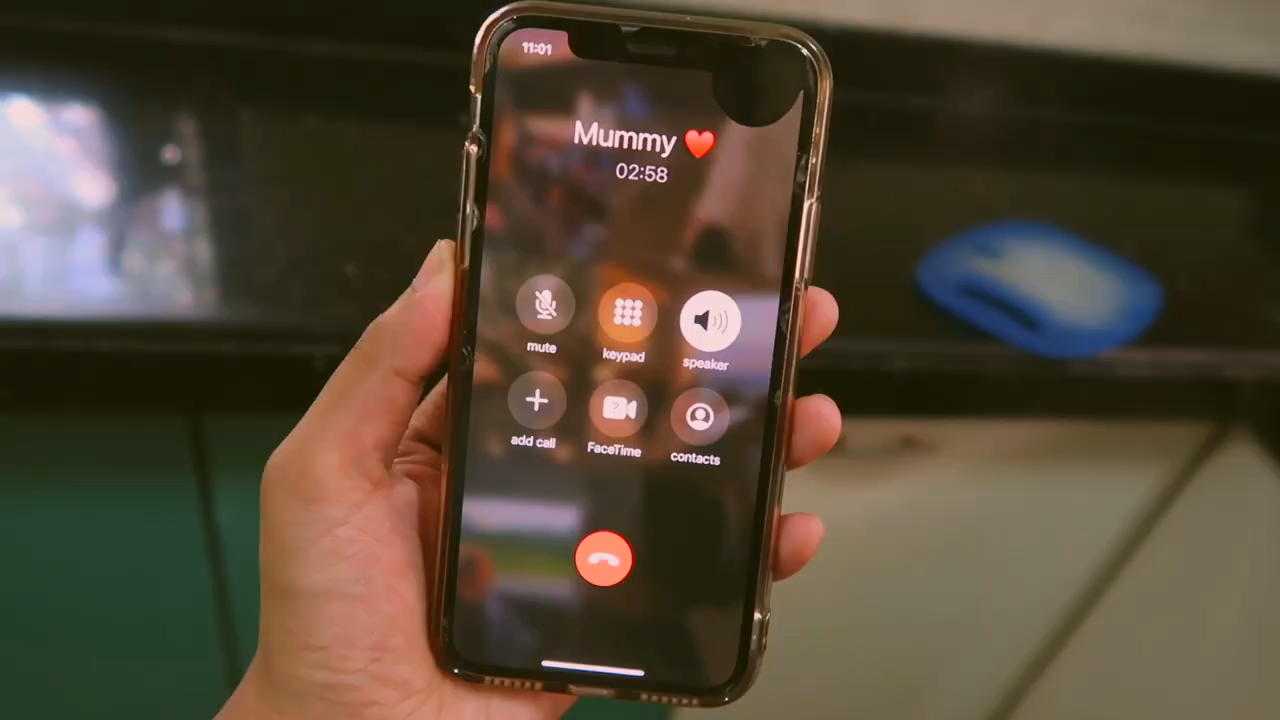 11:01
Mummy ❤️
02:58
mute
keypad
speaker
add call
FaceTime
contacts